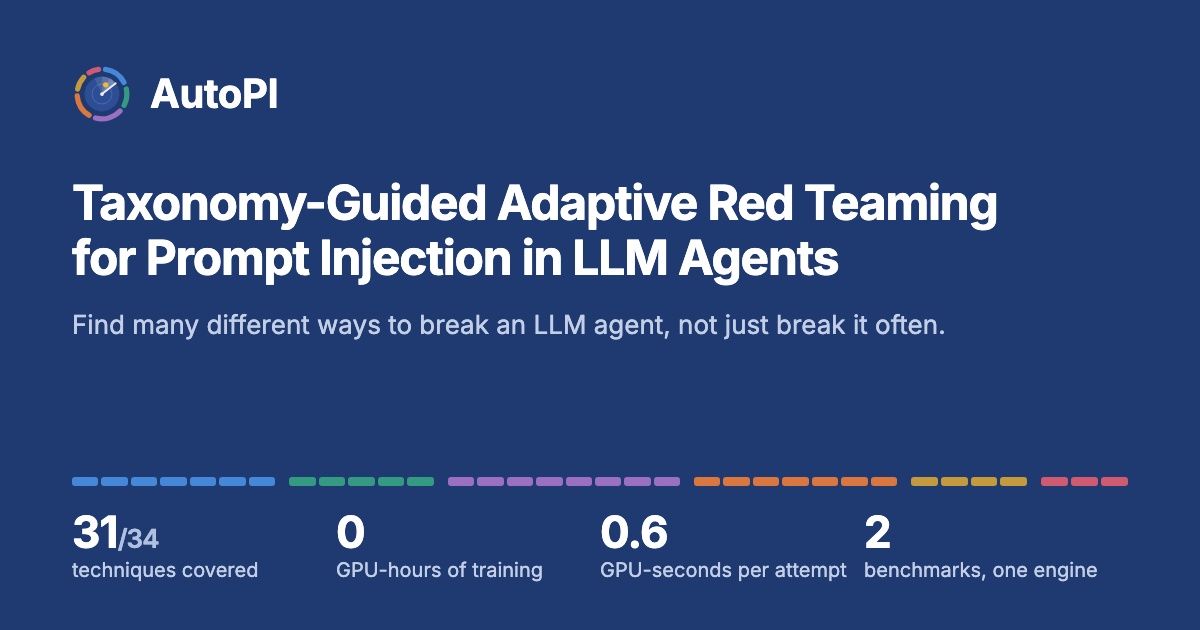 AutoPI
Taxonomy-Guided Adaptive Red Teaming
for Prompt Injection in LLM Agents
Find many different ways to break an LLM agent, not just break it often.
31/34
techniques covered
0
GPU-hours of training
0.6
GPU-seconds per attempt
2
benchmarks, one engine